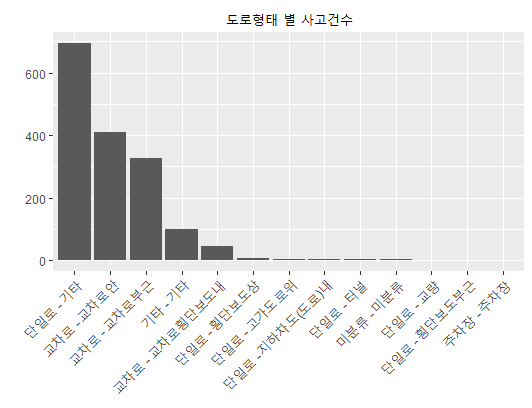 도로형태 별 사고건수
600
400
200
0
단일로 - 기타
교차로 - 교차로안
교차로 - 교차로부근
기타 - 기타
교차로 - 교차로횡단보도내
단일로 - 횡단보도상
단일로 - 고가도로위
단일로 - 지하차도(도로)내
단일로 - 터널
미분류 - 미분류
단일로 - 교량
단일로 - 횡단보도부근
주차장 - 주차장